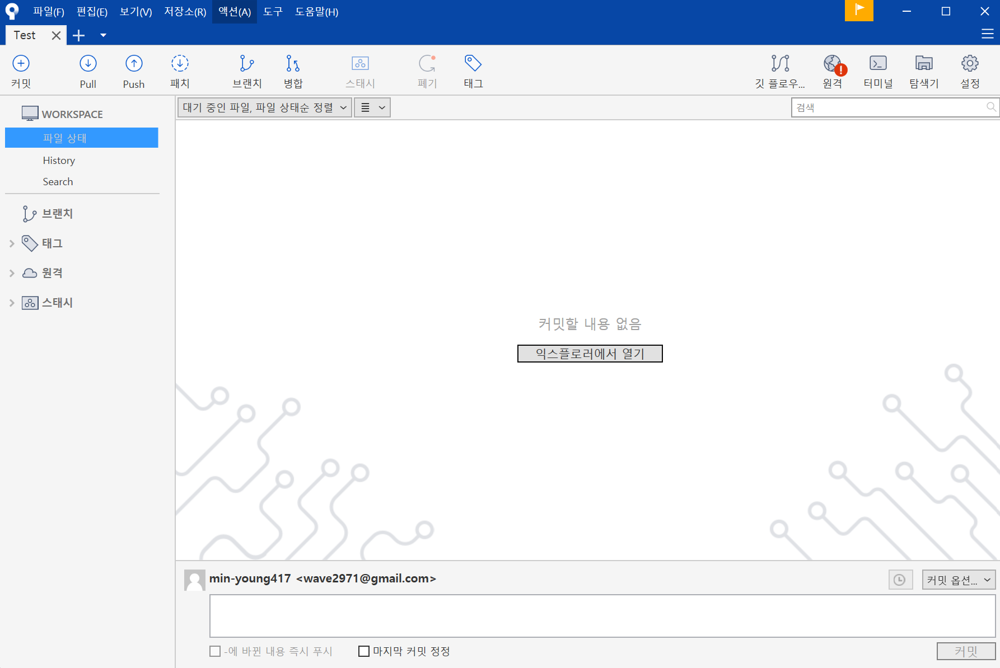 파일(F) 편집(E) 보기(V) 저장소(R) 액션(A) 도구 도움말(H)
Test
커밋 Pull Push 패치 브랜치 병합 스태시 폐기 태그 깃 플로우... 원격 터미널 탐색기 설정
WORKSPACE
파일 상태
History
Search
브랜치
태그
원격
스태시
대기 중인 파일, 파일 상태순 정렬
검색
커밋할 내용 없음
익스플로러에서 열기
min-young417 <wave2971@gmail.com>
커밋 옵션...
-에 바뀐 내용 즉시 푸시
마지막 커밋 정정
커밋